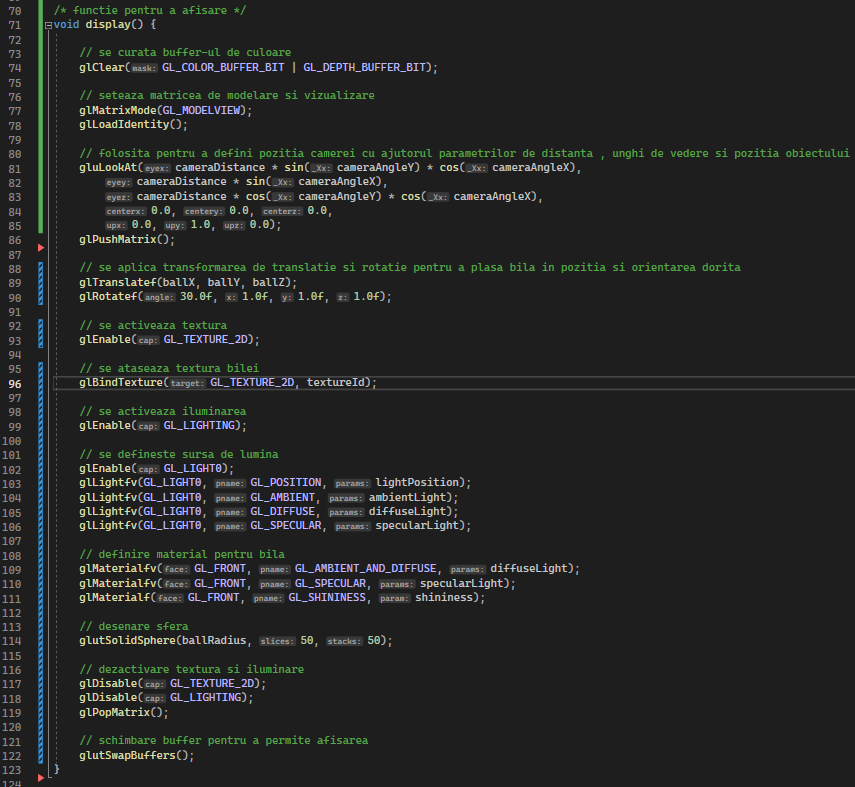 70 /* functie pentru a afisare */
71 void display() {
72
73 // se curata buffer-ul de culoare
74 glClear(mask: GL_COLOR_BUFFER_BIT | GL_DEPTH_BUFFER_BIT);
75
76 // seteaza matricea de modelare si vizualizare
77 glMatrixMode(GL_MODELVIEW);
78 glLoadIdentity();
79
80 // folosita pentru a defini pozitia camerei cu ajutorul parametrilor de distanta , unghi de vedere si pozitia obiectului
81 gluLookAt(eyex: cameraDistance * sin(_Xx: cameraAngleY) * cos(_Xx: cameraAngleX),
82 eyey: cameraDistance * sin(_Xx: cameraAngleX),
83 eyez: cameraDistance * cos(_Xx: cameraAngleY) * cos(_Xx: cameraAngleX),
84 centerx: 0.0, centery: 0.0, centerz: 0.0,
85 upx: 0.0, upy: 1.0, upz: 0.0);
86 glPushMatrix();
87
88 // se aplica transformarea de translatie si rotatie pentru a plasa bila in pozitia si orientarea dorita
89 glTranslatef(ballX, ballY, ballZ);
90 glRotatef(angle: 30.0f, x: 1.0f, y: 1.0f, z: 1.0f);
91
92 // se activeaza textura
93 glEnable(cap: GL_TEXTURE_2D);
94
95 // se ataseaza textura bilei
96 glBindTexture(target: GL_TEXTURE_2D, textureId);
97
98 // se activeaza iluminarea
99 glEnable(cap: GL_LIGHTING);
100
101 // se defineste sursa de lumina
102 glEnable(cap: GL_LIGHT0);
103 glLightfv(GL_LIGHT0, pname: GL_POSITION, params: lightPosition);
104 glLightfv(GL_LIGHT0, pname: GL_AMBIENT, params: ambientLight);
105 glLightfv(GL_LIGHT0, pname: GL_DIFFUSE, params: diffuseLight);
106 glLightfv(GL_LIGHT0, pname: GL_SPECULAR, params: specularLight);
107
108 // definire material pentru bila
109 glMaterialfv(face: GL_FRONT, pname: GL_AMBIENT_AND_DIFFUSE, params: diffuseLight);
110 glMaterialfv(face: GL_FRONT, pname: GL_SPECULAR, params: specularLight);
111 glMaterialf(face: GL_FRONT, pname: GL_SHININESS, param: shininess);
112
113 // desenare sfera
114 glutSolidSphere(ballRadius, slices: 50, stacks: 50);
115
116 // dezactivare textura si iluminare
117 glDisable(cap: GL_TEXTURE_2D);
118 glDisable(cap: GL_LIGHTING);
119 glPopMatrix();
120
121 // schimbare buffer pentru a permite afisarea
122 glutSwapBuffers();
123 }
124